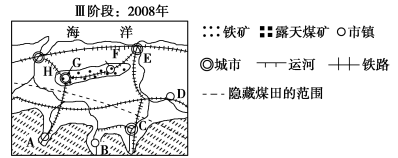 Ⅲ阶段：2008年
海 洋
F E
G
H
D
C
A B
铁矿 露天煤矿 市镇
城市 运河 铁路
隐藏煤田的范围